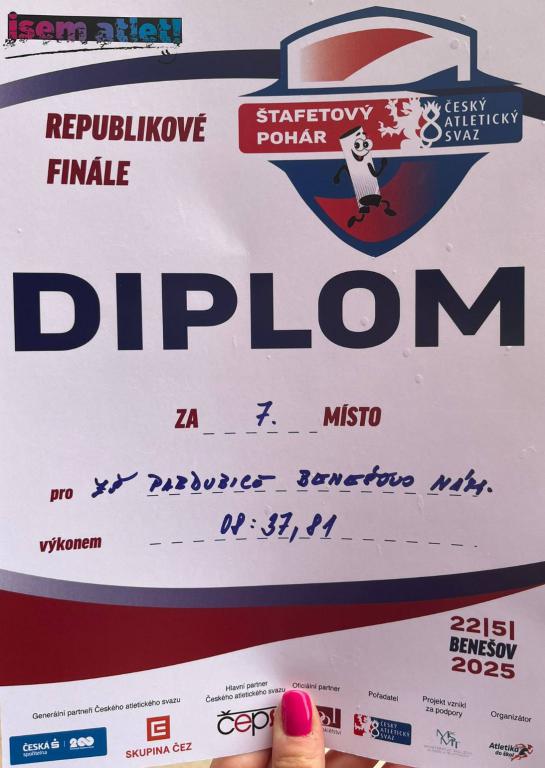 jsem atlet!
ŠTAFETOVÝ
POHÁR
ČESKÝ
ATLETICKÝ
SVAZ
REPUBLIKOVÉ
FINÁLE
DIPLOM
ZA 7. MÍSTO
pro ZŠ PARDUBICE BENEŠOVO NÁM.
výkonem 08:37,81
22|5|
BENEŠOV
2025
Generální partneři Českého atletického svazu
Hlavní partner
Českého atletického svazu
Oficiální partner
Pořadatel
Projekt vznikl
za podpory
Organizátor
ČESKÁ
spořitelna
200
SKUPINA ČEZ
čep
ČESKÝ
ATLETICKÝ
SVAZ
Atletika
do škol